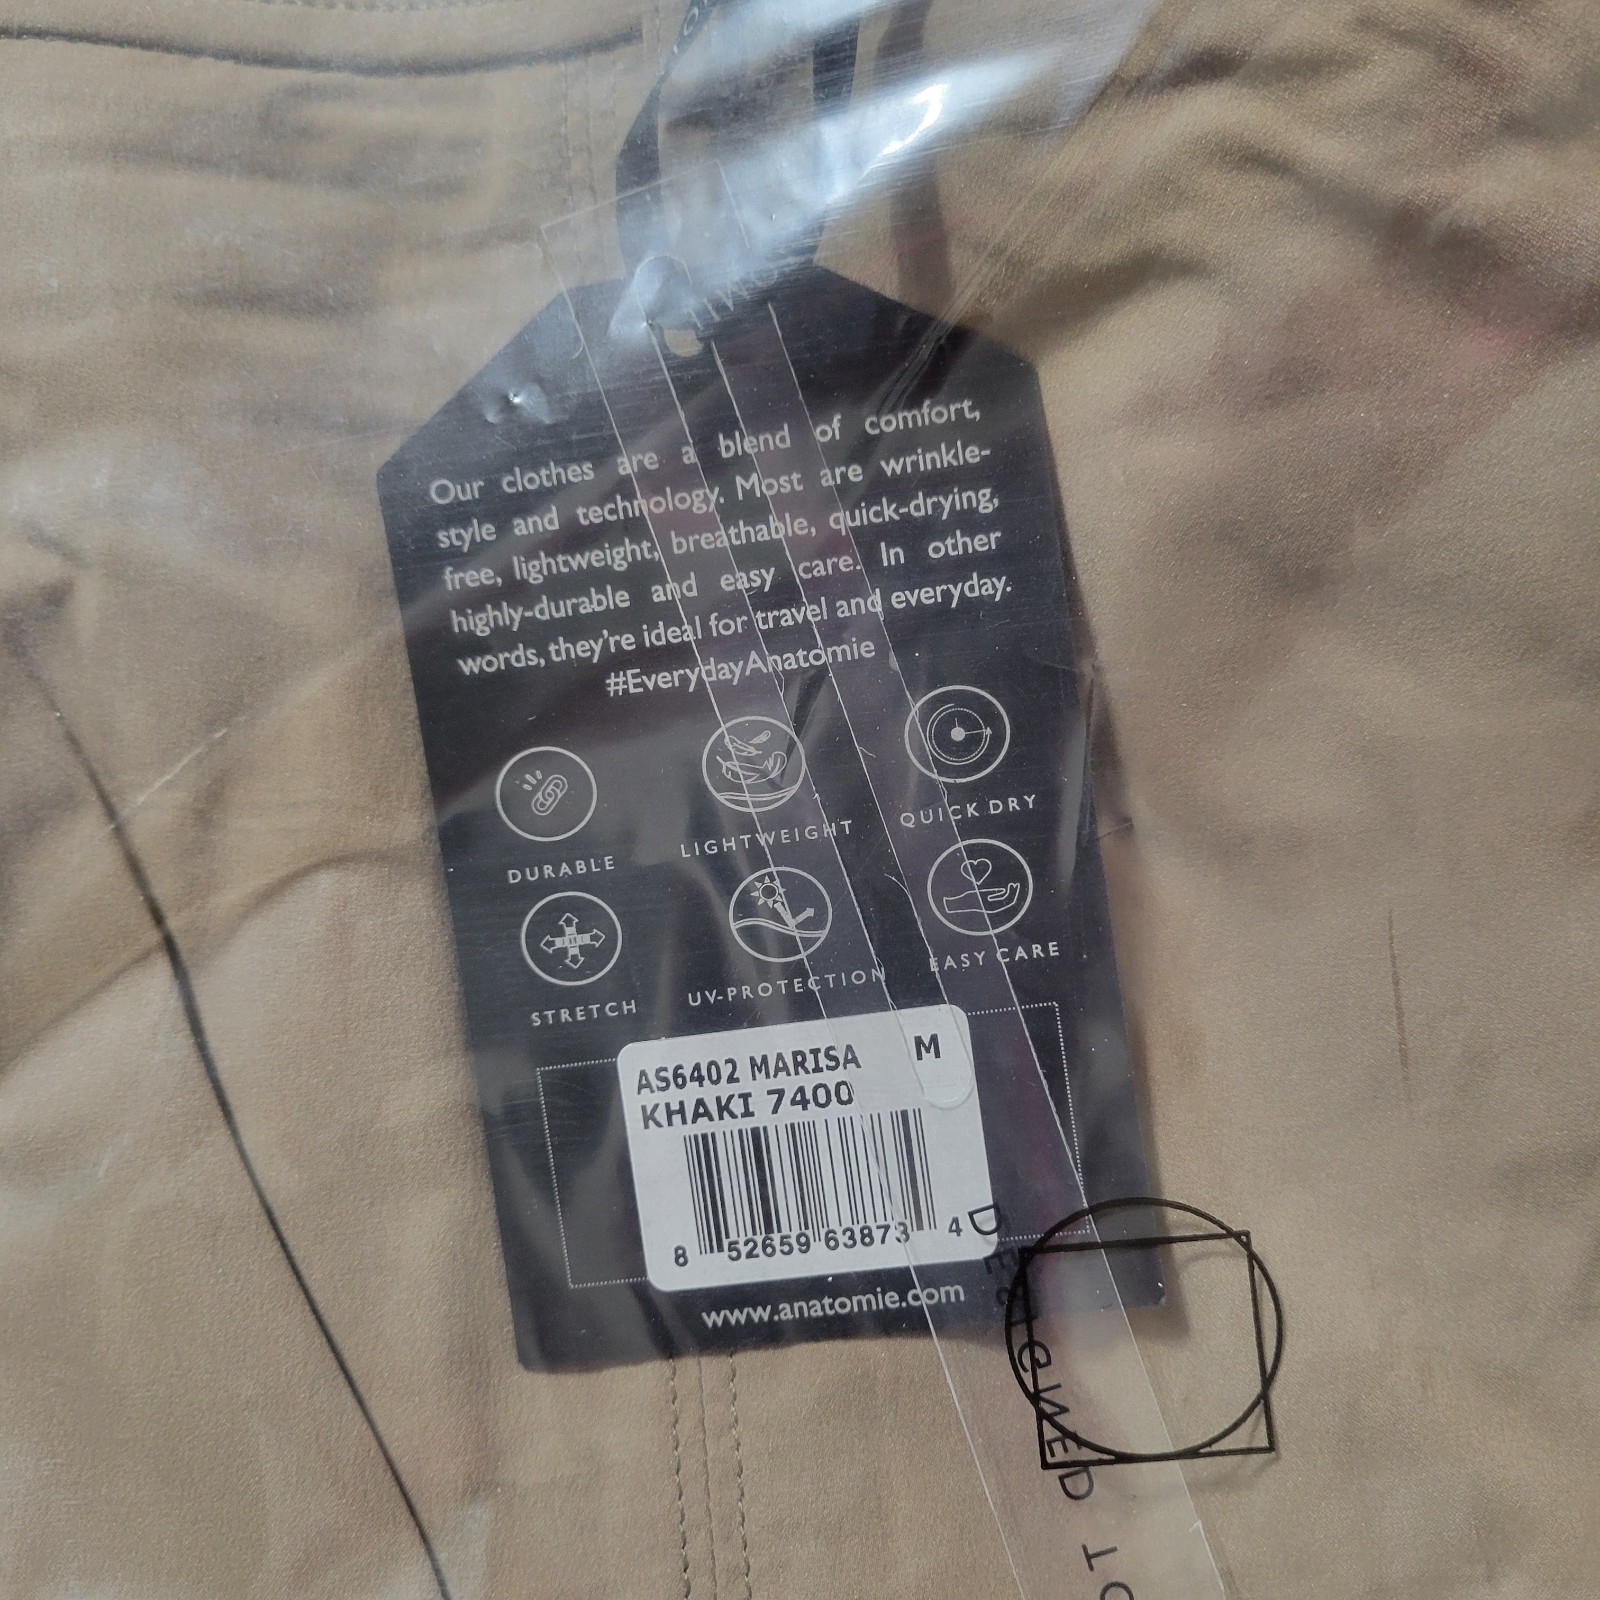 Our clothes are a blend of comfort,
style and technology. Most are wrinkle-
free, lightweight, breathable, quick-drying,
highly-durable and easy care. In other
words, they're ideal for travel and everyday.
#EverydayAnatomie
DURABLE LIGHTWEIGHT QUICK DRY
STRETCH UV-PROTECTION EASY CARE
AS6402 MARISA M
KHAKI 7400
8 52659 63873 4
www.anatomie.com
DESIGNED TO